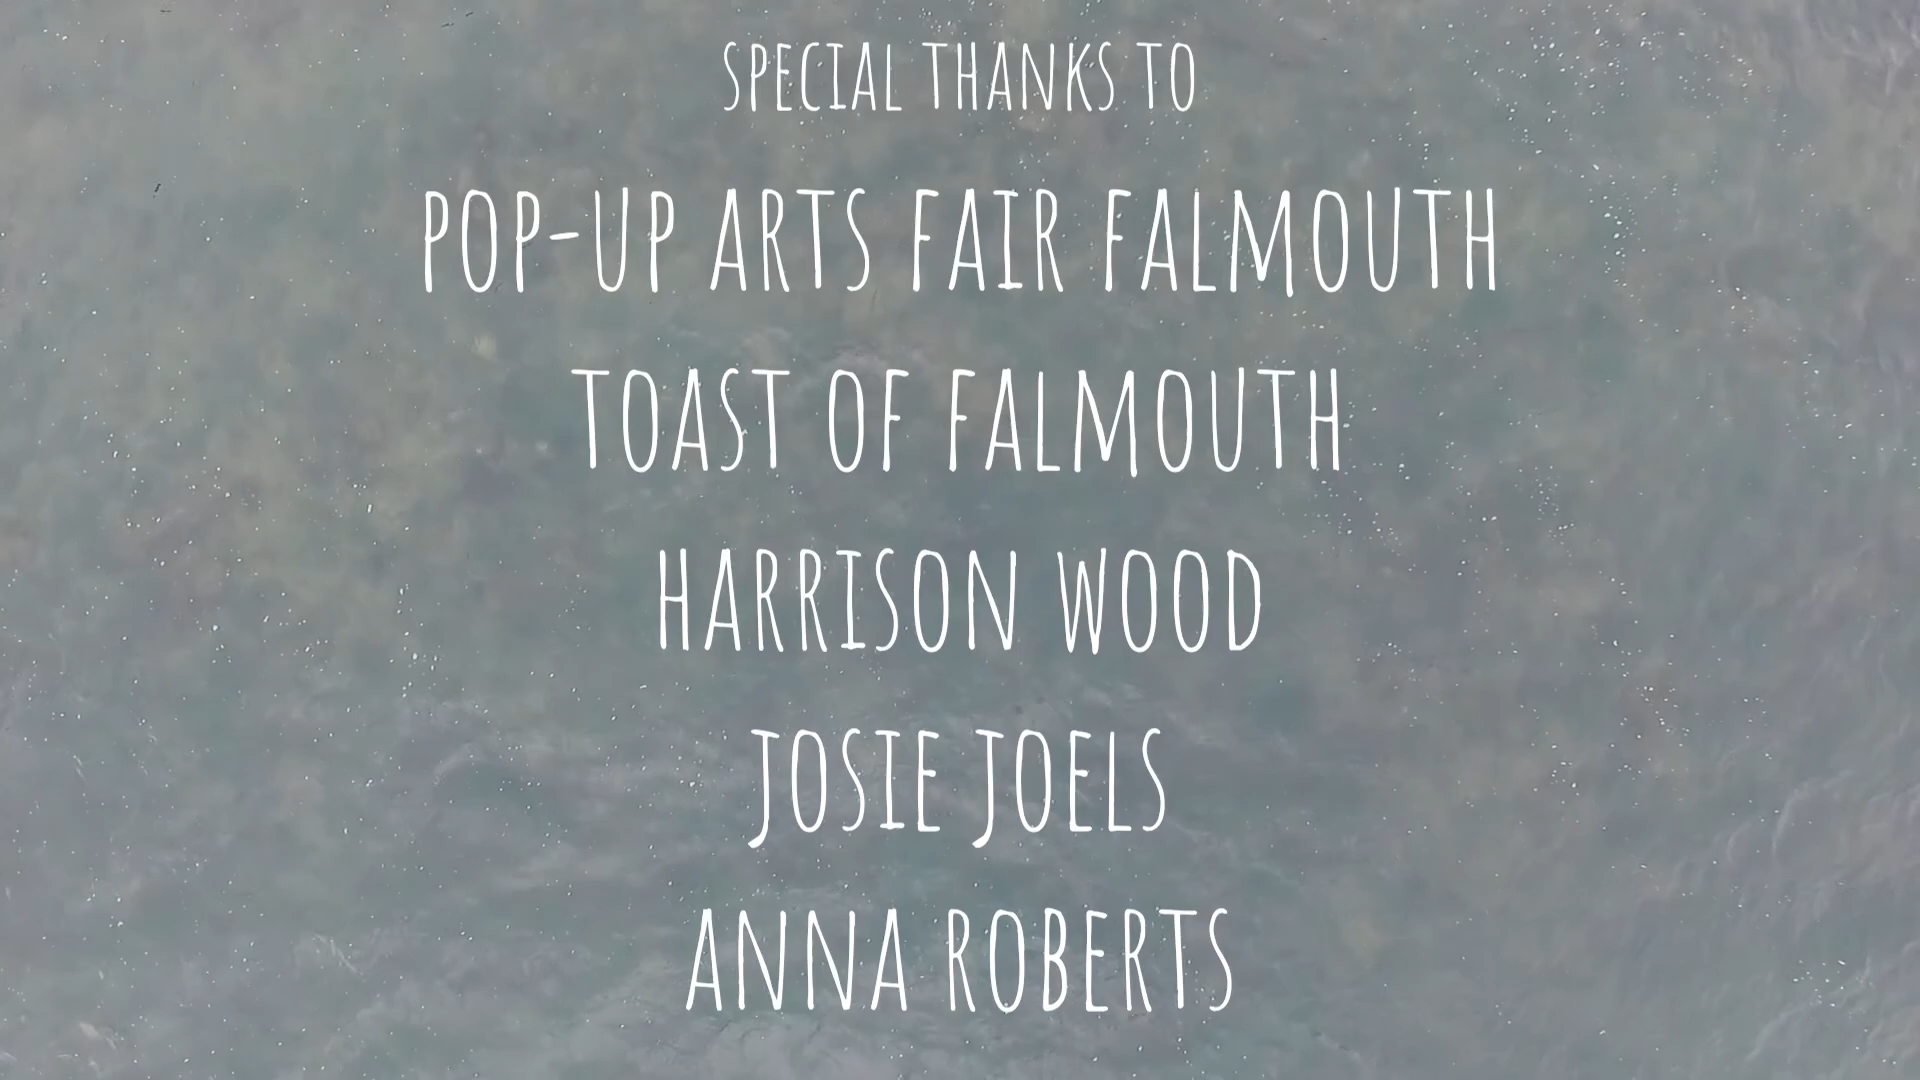 SPECIAL THANKS TO
POP-UP ARTS FAIR FALMOUTH
TOAST OF FALMOUTH
HARRISON WOOD
JOSIE JOELS
ANNA ROBERTS